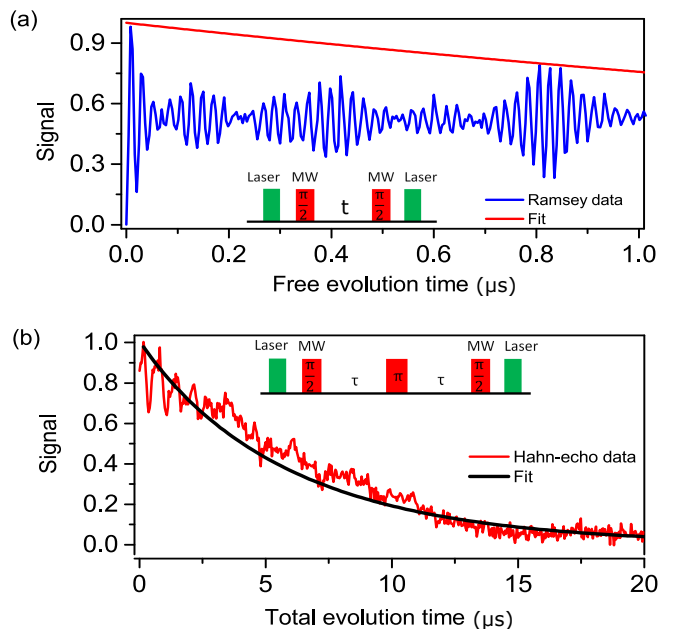 (a)
0.9
0.6
0.3
0.0
Signal
Laser MW MW Laser
π/2 t π/2
Ramsey data
Fit
0.0 0.2 0.4 0.6 0.8 1.0
Free evolution time (μs)
(b)
1.0
0.8
0.6
0.4
0.2
0.0
Signal
Laser MW MW Laser
π/2 τ π τ π/2
Hahn-echo data
Fit
0 5 10 15 20
Total evolution time (μs)